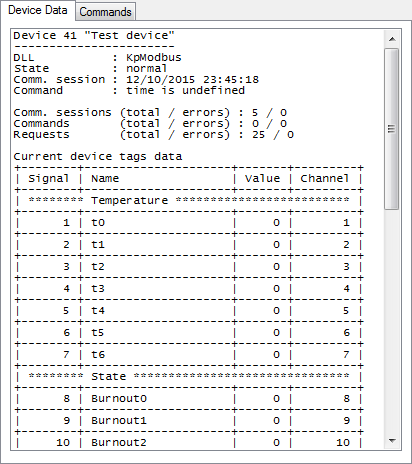 Device Data Commands
Device 41 "Test device"
-----------------------
DLL : KpModbus
State : normal
Comm. session : 12/10/2015 23:45:18
Command : time is undefined
Comm. sessions (total / errors) : 5 / 0
Commands (total / errors) : 0 / 0
Requests (total / errors) : 25 / 0
Current device tags data
+--------+----------------------+-------+---------+
| Signal | Name | Value | Channel |
+--------+----------------------+-------+---------+
| ******** Temperature ************************* |
+--------+----------------------+-------+---------+
| 1 | t0 | 0 | 1 |
+--------+----------------------+-------+---------+
| 2 | t1 | 0 | 2 |
+--------+----------------------+-------+---------+
| 3 | t2 | 0 | 3 |
+--------+----------------------+-------+---------+
| 4 | t3 | 0 | 4 |
+--------+----------------------+-------+---------+
| 5 | t4 | 0 | 5 |
+--------+----------------------+-------+---------+
| 6 | t5 | 0 | 6 |
+--------+----------------------+-------+---------+
| 7 | t6 | 0 | 7 |
+--------+----------------------+-------+---------+
| ******** State ******************************* |
+--------+----------------------+-------+---------+
| 8 | Burnout0 | 0 | 8 |
+--------+----------------------+-------+---------+
| 9 | Burnout1 | 0 | 9 |
+--------+----------------------+-------+---------+
| 10 | Burnout2 | 0 | 10 |